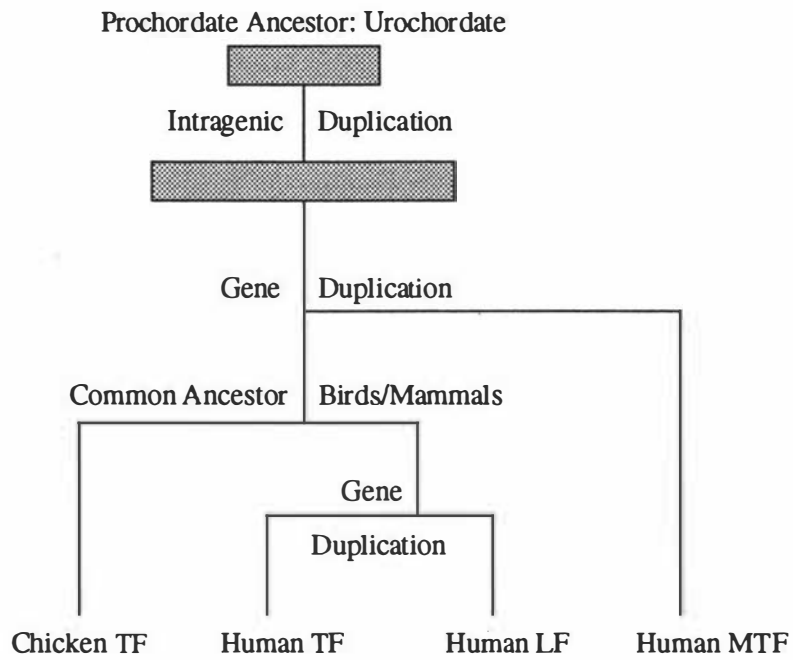 Prochordate Ancestor: Urochordate
Intragenic Duplication
Gene Duplication
Common Ancestor Birds/Mammals
Gene
Duplication
Chicken TF Human TF Human LF Human MTF